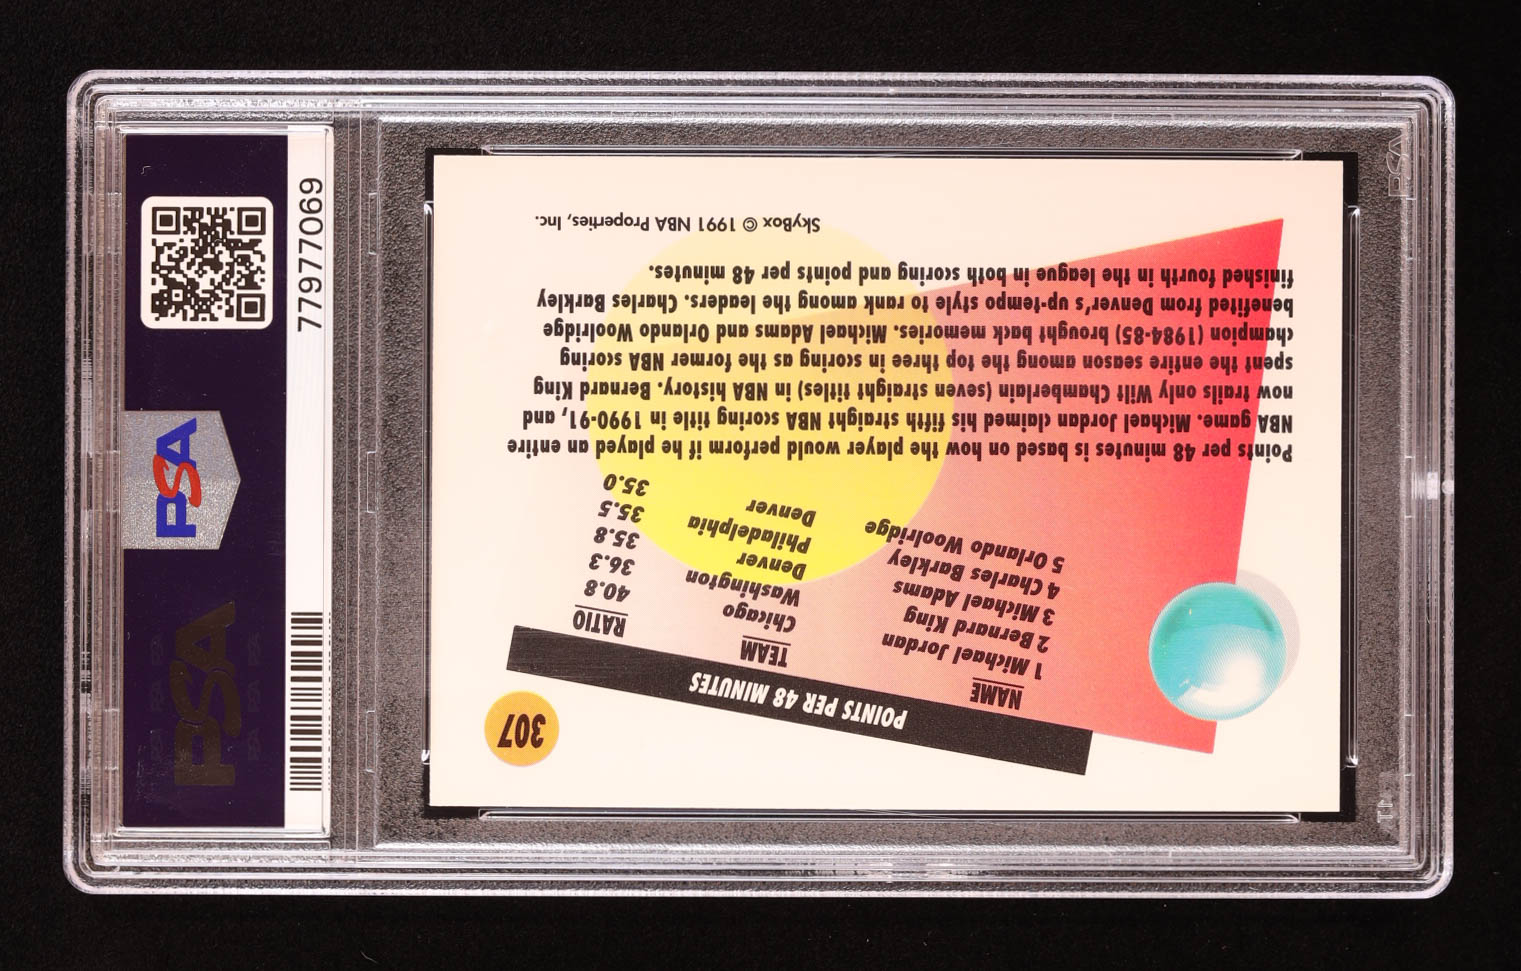 77977069
PSA
PSA
307
POINTS PER 48 MINUTES
NAME TEAM RATIO
1 Michael Jordan Chicago 40.8
2 Bernard King Washington 36.3
3 Michael Adams Denver 35.8
4 Charles Barkley Philadelphia 35.5
5 Orlando Woolridge Denver 35.0
Points per 48 minutes is based on how the player would perform if he played an entire
NBA game. Michael Jordan claimed his fifth straight NBA scoring title in 1990-91, and
now trails only Wilt Chamberlain (seven straight titles) in NBA history. Bernard King
spent the entire season among the top three in scoring as the former NBA scoring
champion (1984-85) brought back memories. Michael Adams and Orlando Woolridge
benefited from Denver's up-tempo style to rank among the leaders. Charles Barkley
finished fourth in the league in both scoring and points per 48 minutes.
SkyBox © 1991 NBA Properties, Inc.